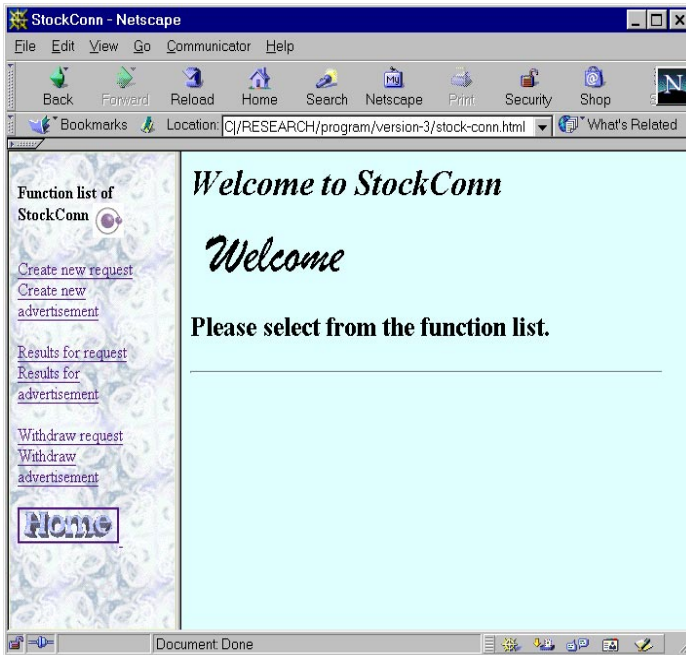 StockConn - Netscape
File Edit View Go Communicator Help
Back Forward Reload Home Search Netscape Print Security Shop
Bookmarks Location: C|/RESEARCH/program/version-3/stock-conn.html What's Related
Function list of
StockConn
Create new request
Create new
advertisement
Results for request
Results for
advertisement
Withdraw request
Withdraw
advertisement
Home
Welcome to StockConn
Welcome
Please select from the function list.
Document: Done